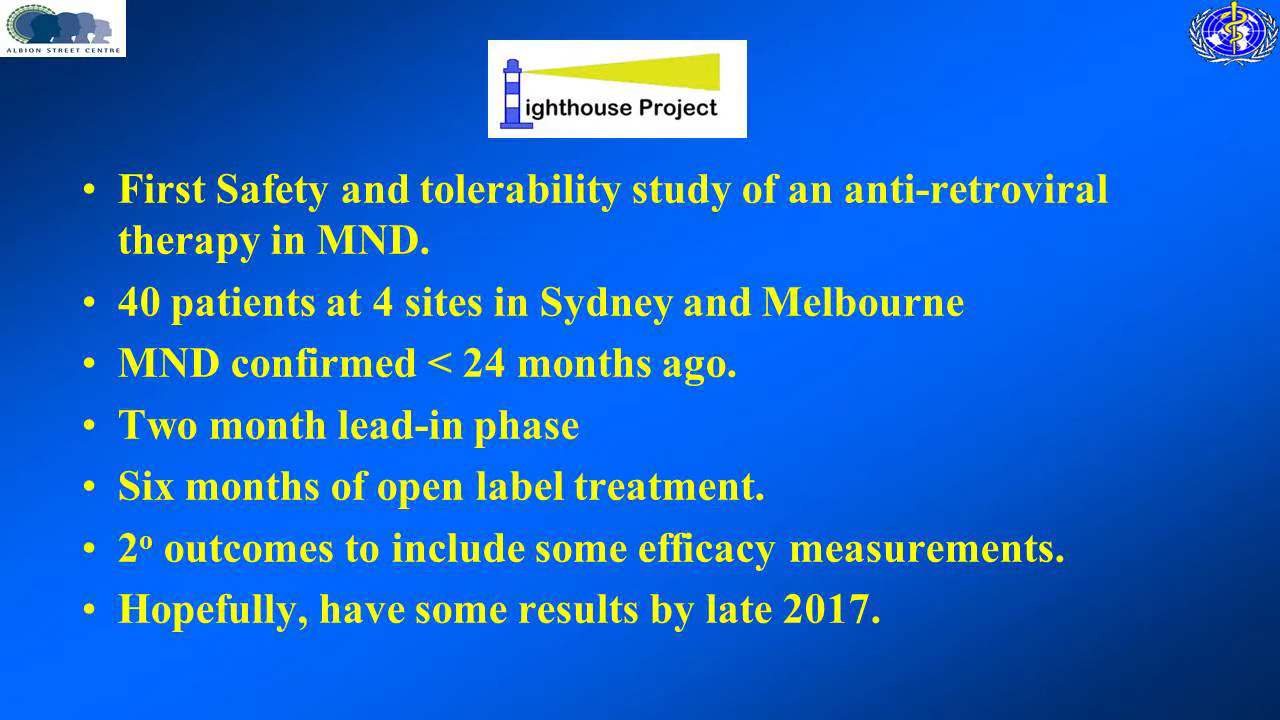 ALBION STREET CENTRE
ighthouse Project
• First Safety and tolerability study of an anti-retroviral
therapy in MND.
• 40 patients at 4 sites in Sydney and Melbourne
• MND confirmed < 24 months ago.
• Two month lead-in phase
• Six months of open label treatment.
• 2º outcomes to include some efficacy measurements.
• Hopefully, have some results by late 2017.